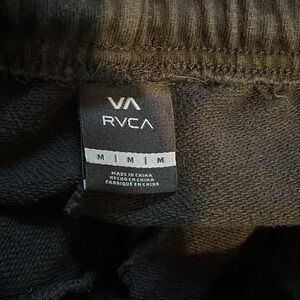 VA
RVCA
M | M | M
MADE IN CHINA
HECHO EN CHINA
FABRIQUÉ EN CHINE